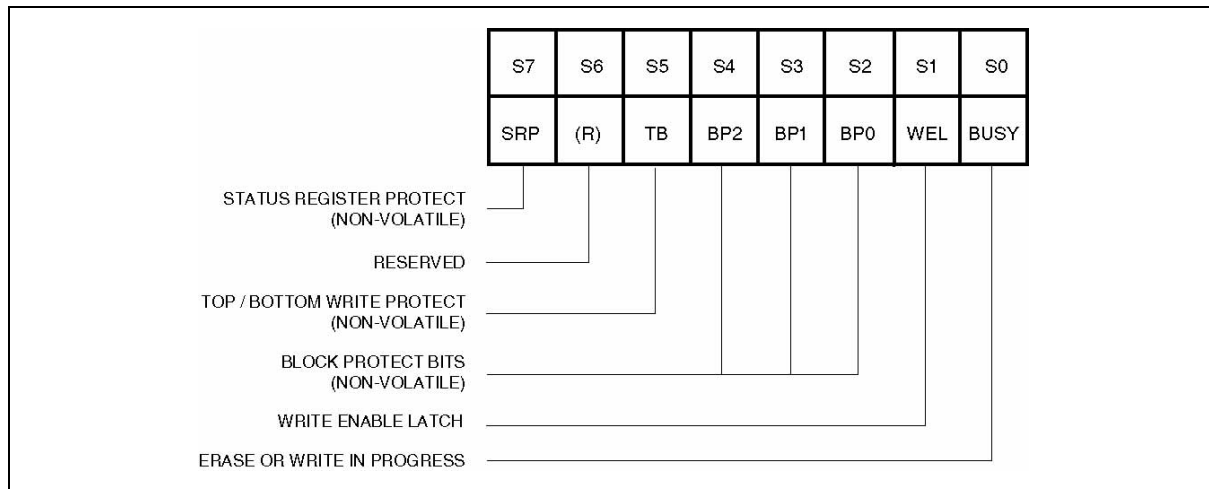 S7 S6 S5 S4 S3 S2 S1 S0
SRP (R) TB BP2 BP1 BP0 WEL BUSY
STATUS REGISTER PROTECT
(NON-VOLATILE)
RESERVED
TOP / BOTTOM WRITE PROTECT
(NON-VOLATILE)
BLOCK PROTECT BITS
(NON-VOLATILE)
WRITE ENABLE LATCH
ERASE OR WRITE IN PROGRESS